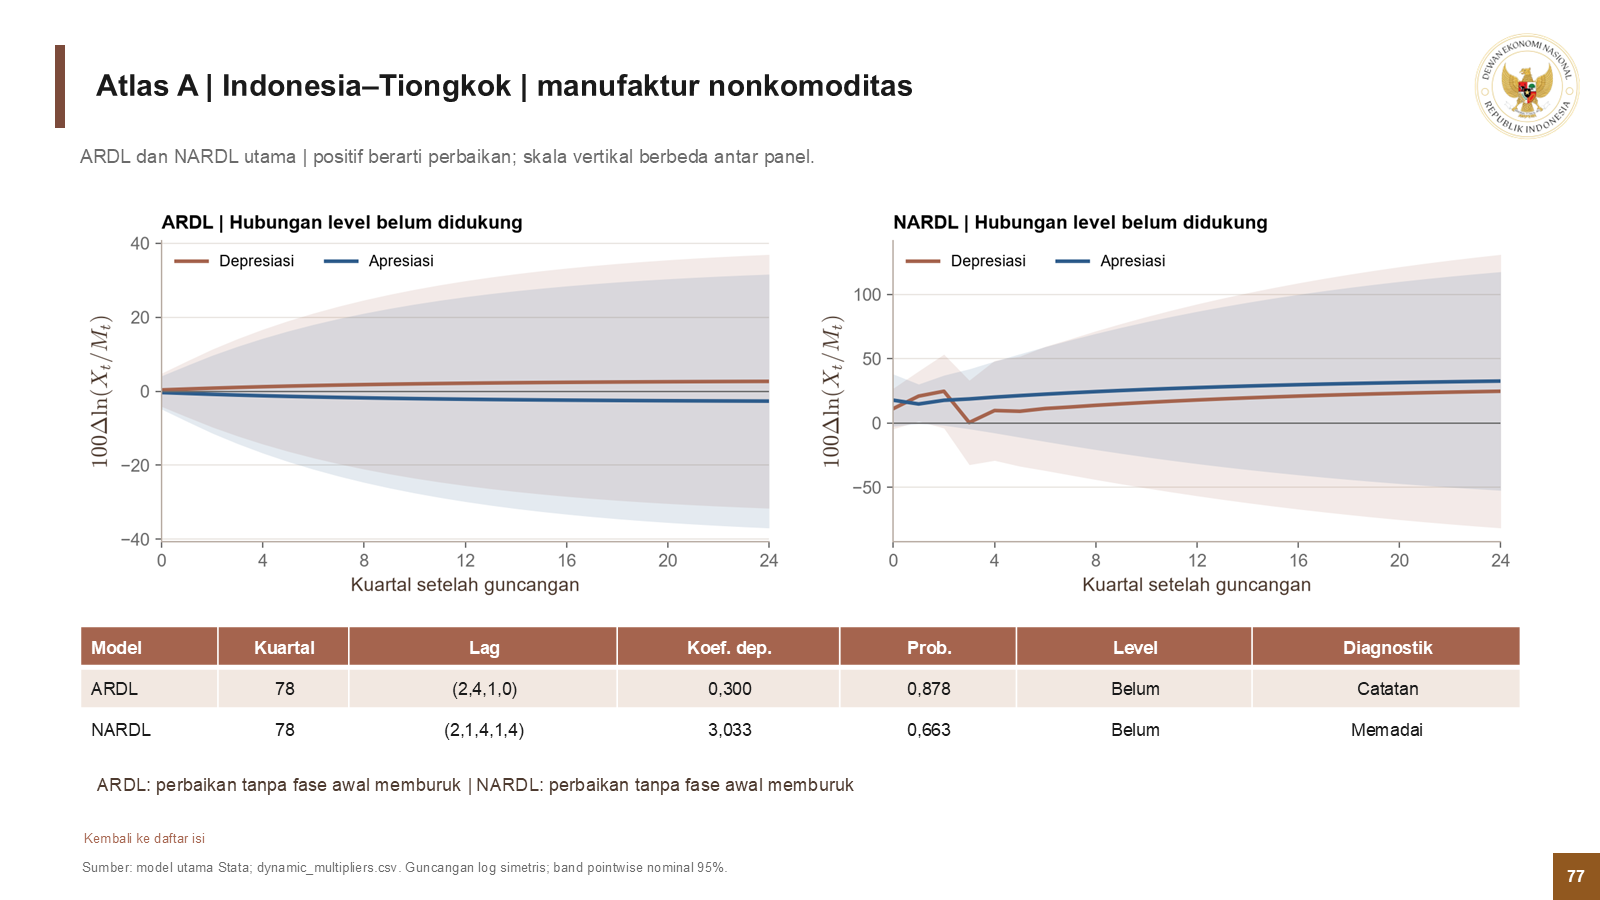 Atlas A | Indonesia–Tiongkok | manufaktur nonkomoditas
DEWAN EKONOMI NASIONAL
REPUBLIK INDONESIA
ARDL dan NARDL utama | positif berarti perbaikan; skala vertikal berbeda antar panel.
ARDL | Hubungan level belum didukung
Depresiasi Apresiasi
40
20
0
−20
−40
100Δln(Xt/Mt)
0 4 8 12 16 20 24
Kuartal setelah guncangan
NARDL | Hubungan level belum didukung
Depresiasi Apresiasi
100
50
0
−50
100Δln(Xt/Mt)
0 4 8 12 16 20 24
Kuartal setelah guncangan
Model Kuartal Lag Koef. dep. Prob. Level Diagnostik
ARDL 78 (2,4,1,0) 0,300 0,878 Belum Catatan
NARDL 78 (2,1,4,1,4) 3,033 0,663 Belum Memadai
ARDL: perbaikan tanpa fase awal memburuk | NARDL: perbaikan tanpa fase awal memburuk
Kembali ke daftar isi
Sumber: model utama Stata; dynamic_multipliers.csv. Guncangan log simetris; band pointwise nominal 95%.
77